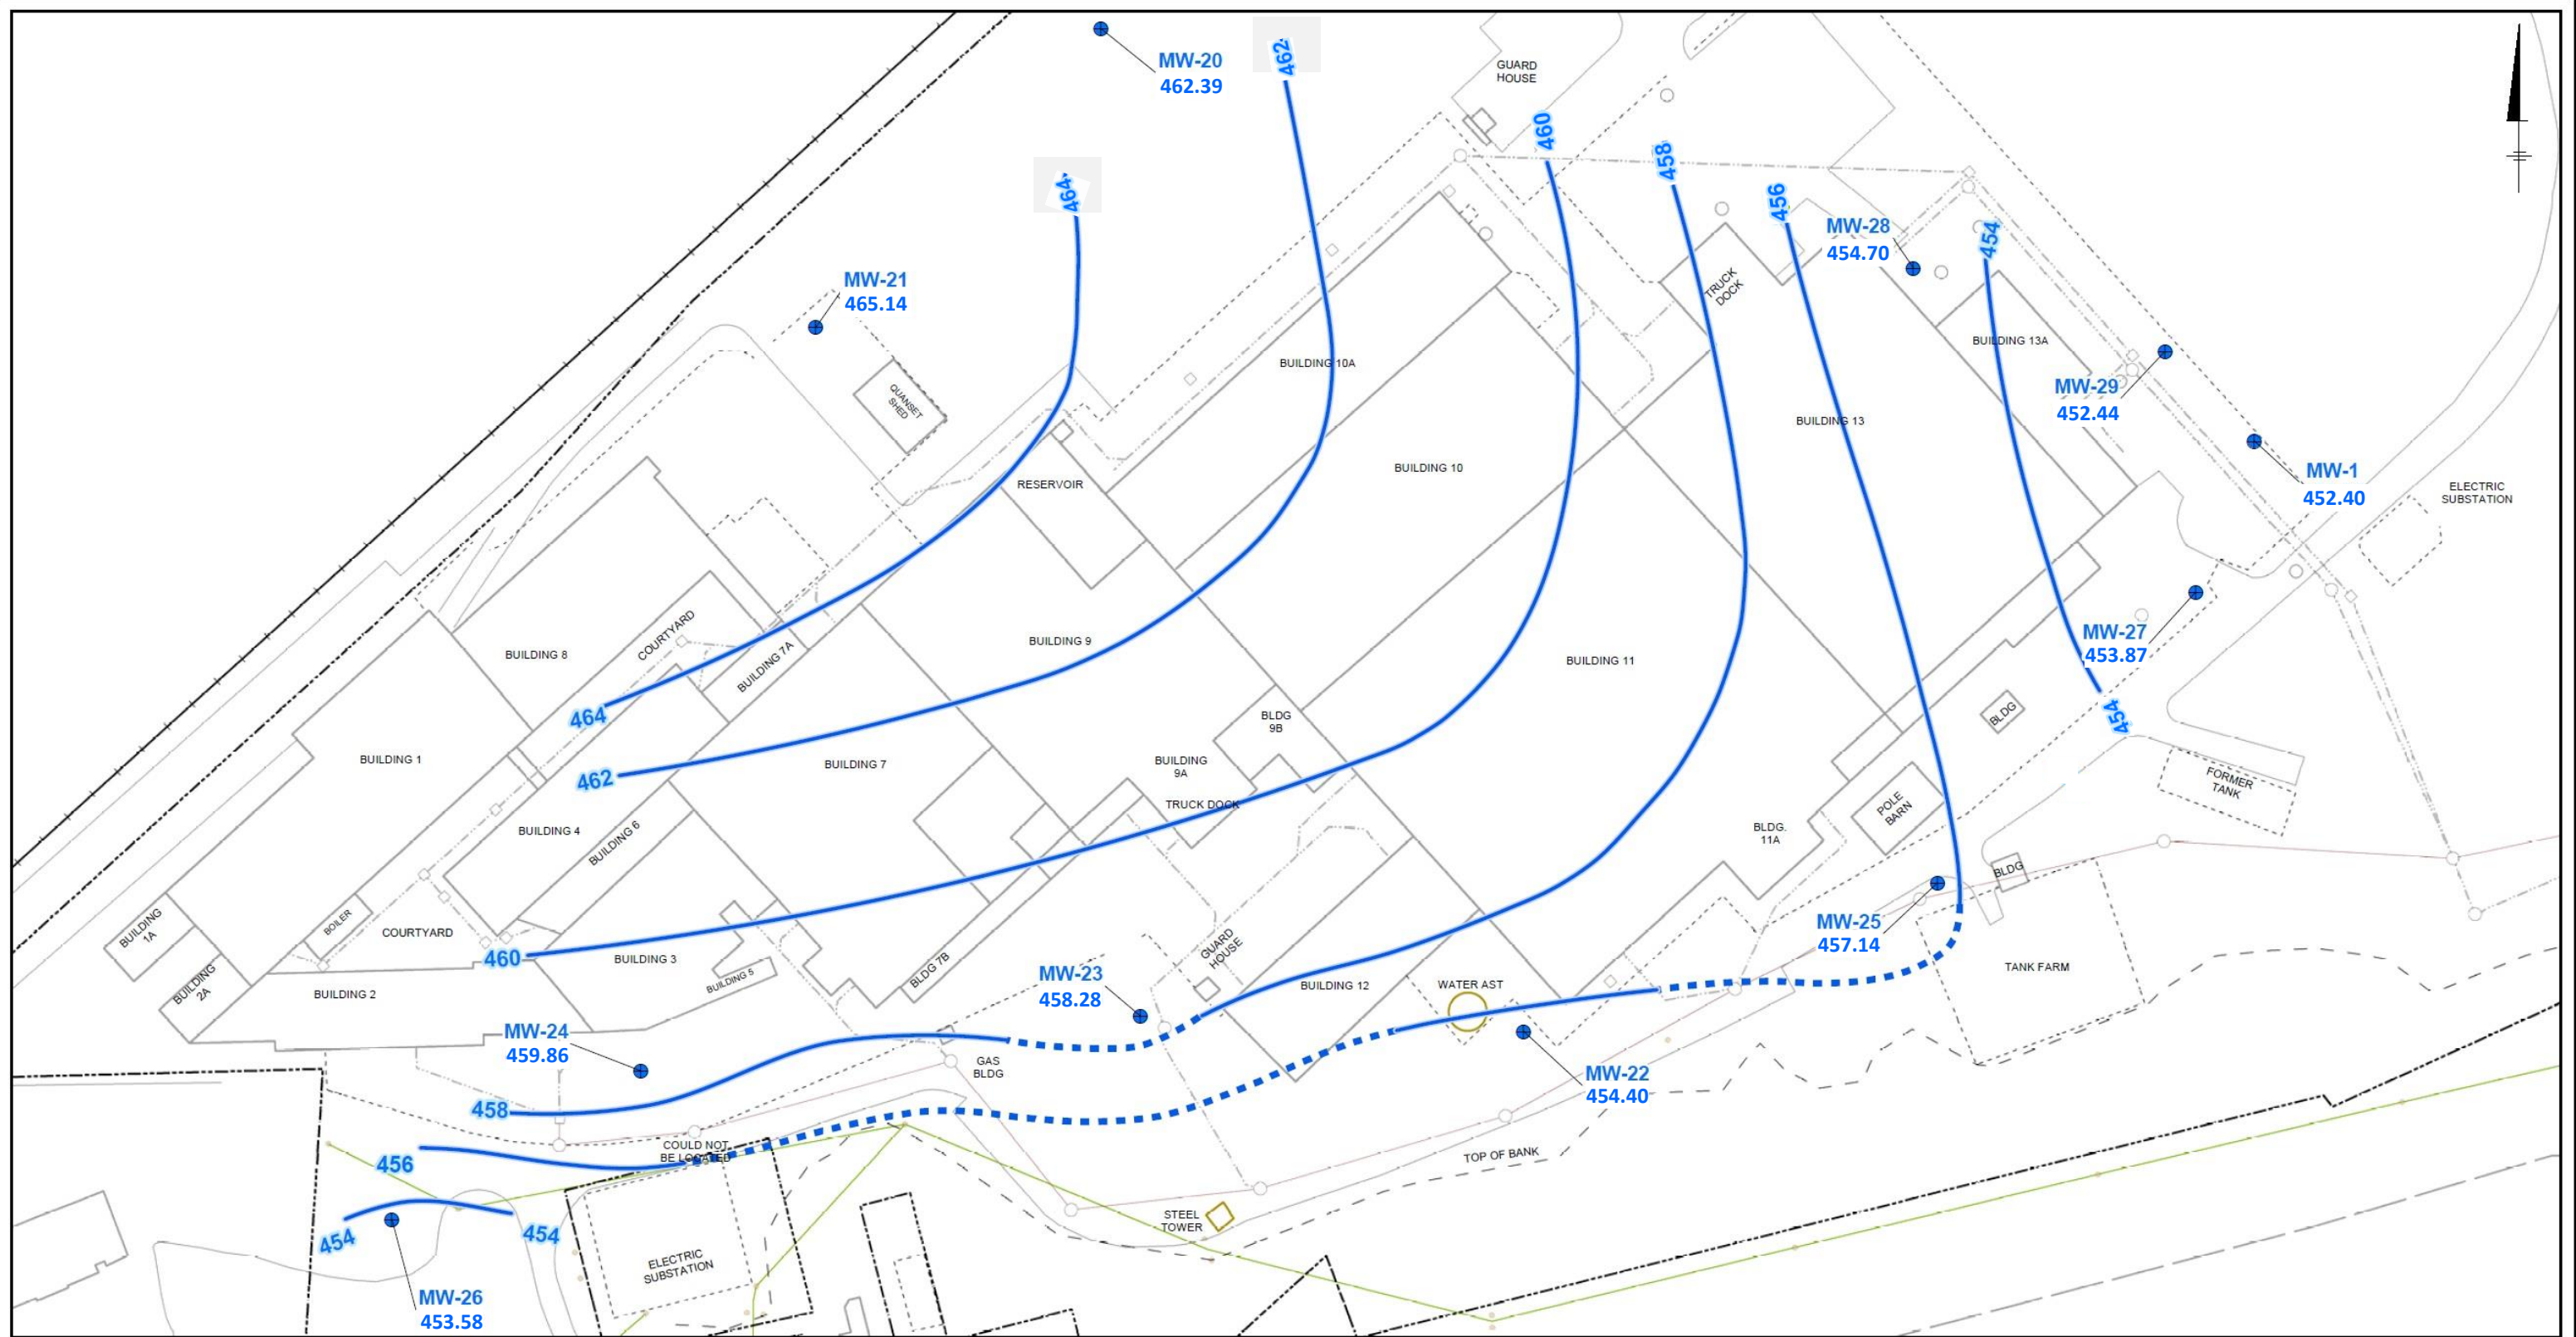 MW-20
462.39
462
GUARD
HOUSE
460
458
456
464
MW-28
454.70
454
MW-21
465.14
TRUCK
DOCK
BUILDING 13A
BUILDING 10A
MW-29
452.44
QUANSET
SHED
BUILDING 13
BUILDING 10
MW-1
452.40
RESERVOIR
ELECTRIC
SUBSTATION
COURTYARD
BUILDING 8
BUILDING 7A
BUILDING 9
BUILDING 11
MW-27
453.87
464
BLDG
9B
BLDG
454
BUILDING 1
462
BUILDING 7
BUILDING
9A
FORMER
TANK
TRUCK DOCK
POLE
BARN
BUILDING 4
BUILDING 6
BLDG.
11A
BLDG
BUILDING
1A
BOILER
COURTYARD
460
BUILDING 3
GUARD
HOUSE
MW-25
457.14
BUILDING
2A
BUILDING 2
BUILDING 5
BLDG 7B
MW-23
458.28
BUILDING 12
WATER AST
TANK FARM
MW-24
459.86
GAS
BLDG
MW-22
454.40
458
COULD NOT
BE LOCATED
456
TOP OF BANK
STEEL
TOWER
454
454
ELECTRIC
SUBSTATION
MW-26
453.58